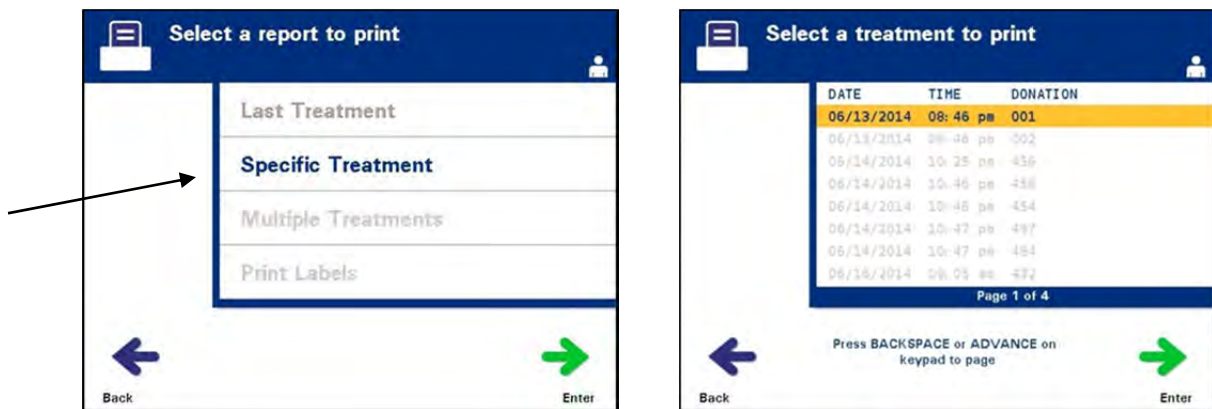 Select a report to print
Last Treatment
Specific Treatment
Multiple Treatments
Print Labels
Back
Enter
Select a treatment to print
DATE TIME DONATION
06/13/2014 08:46 pm 001
06/13/2014 08:46 pm 002
06/14/2014 10:25 pm 456
06/14/2014 10:46 pm
06/14/2014 10:46 pm 454
06/14/2014 10:47 pm
06/14/2014 10:47 pm
06/16/2014
Page 1 of 4
Press BACKSPACE or ADVANCE on
keypad to page
Back
Enter